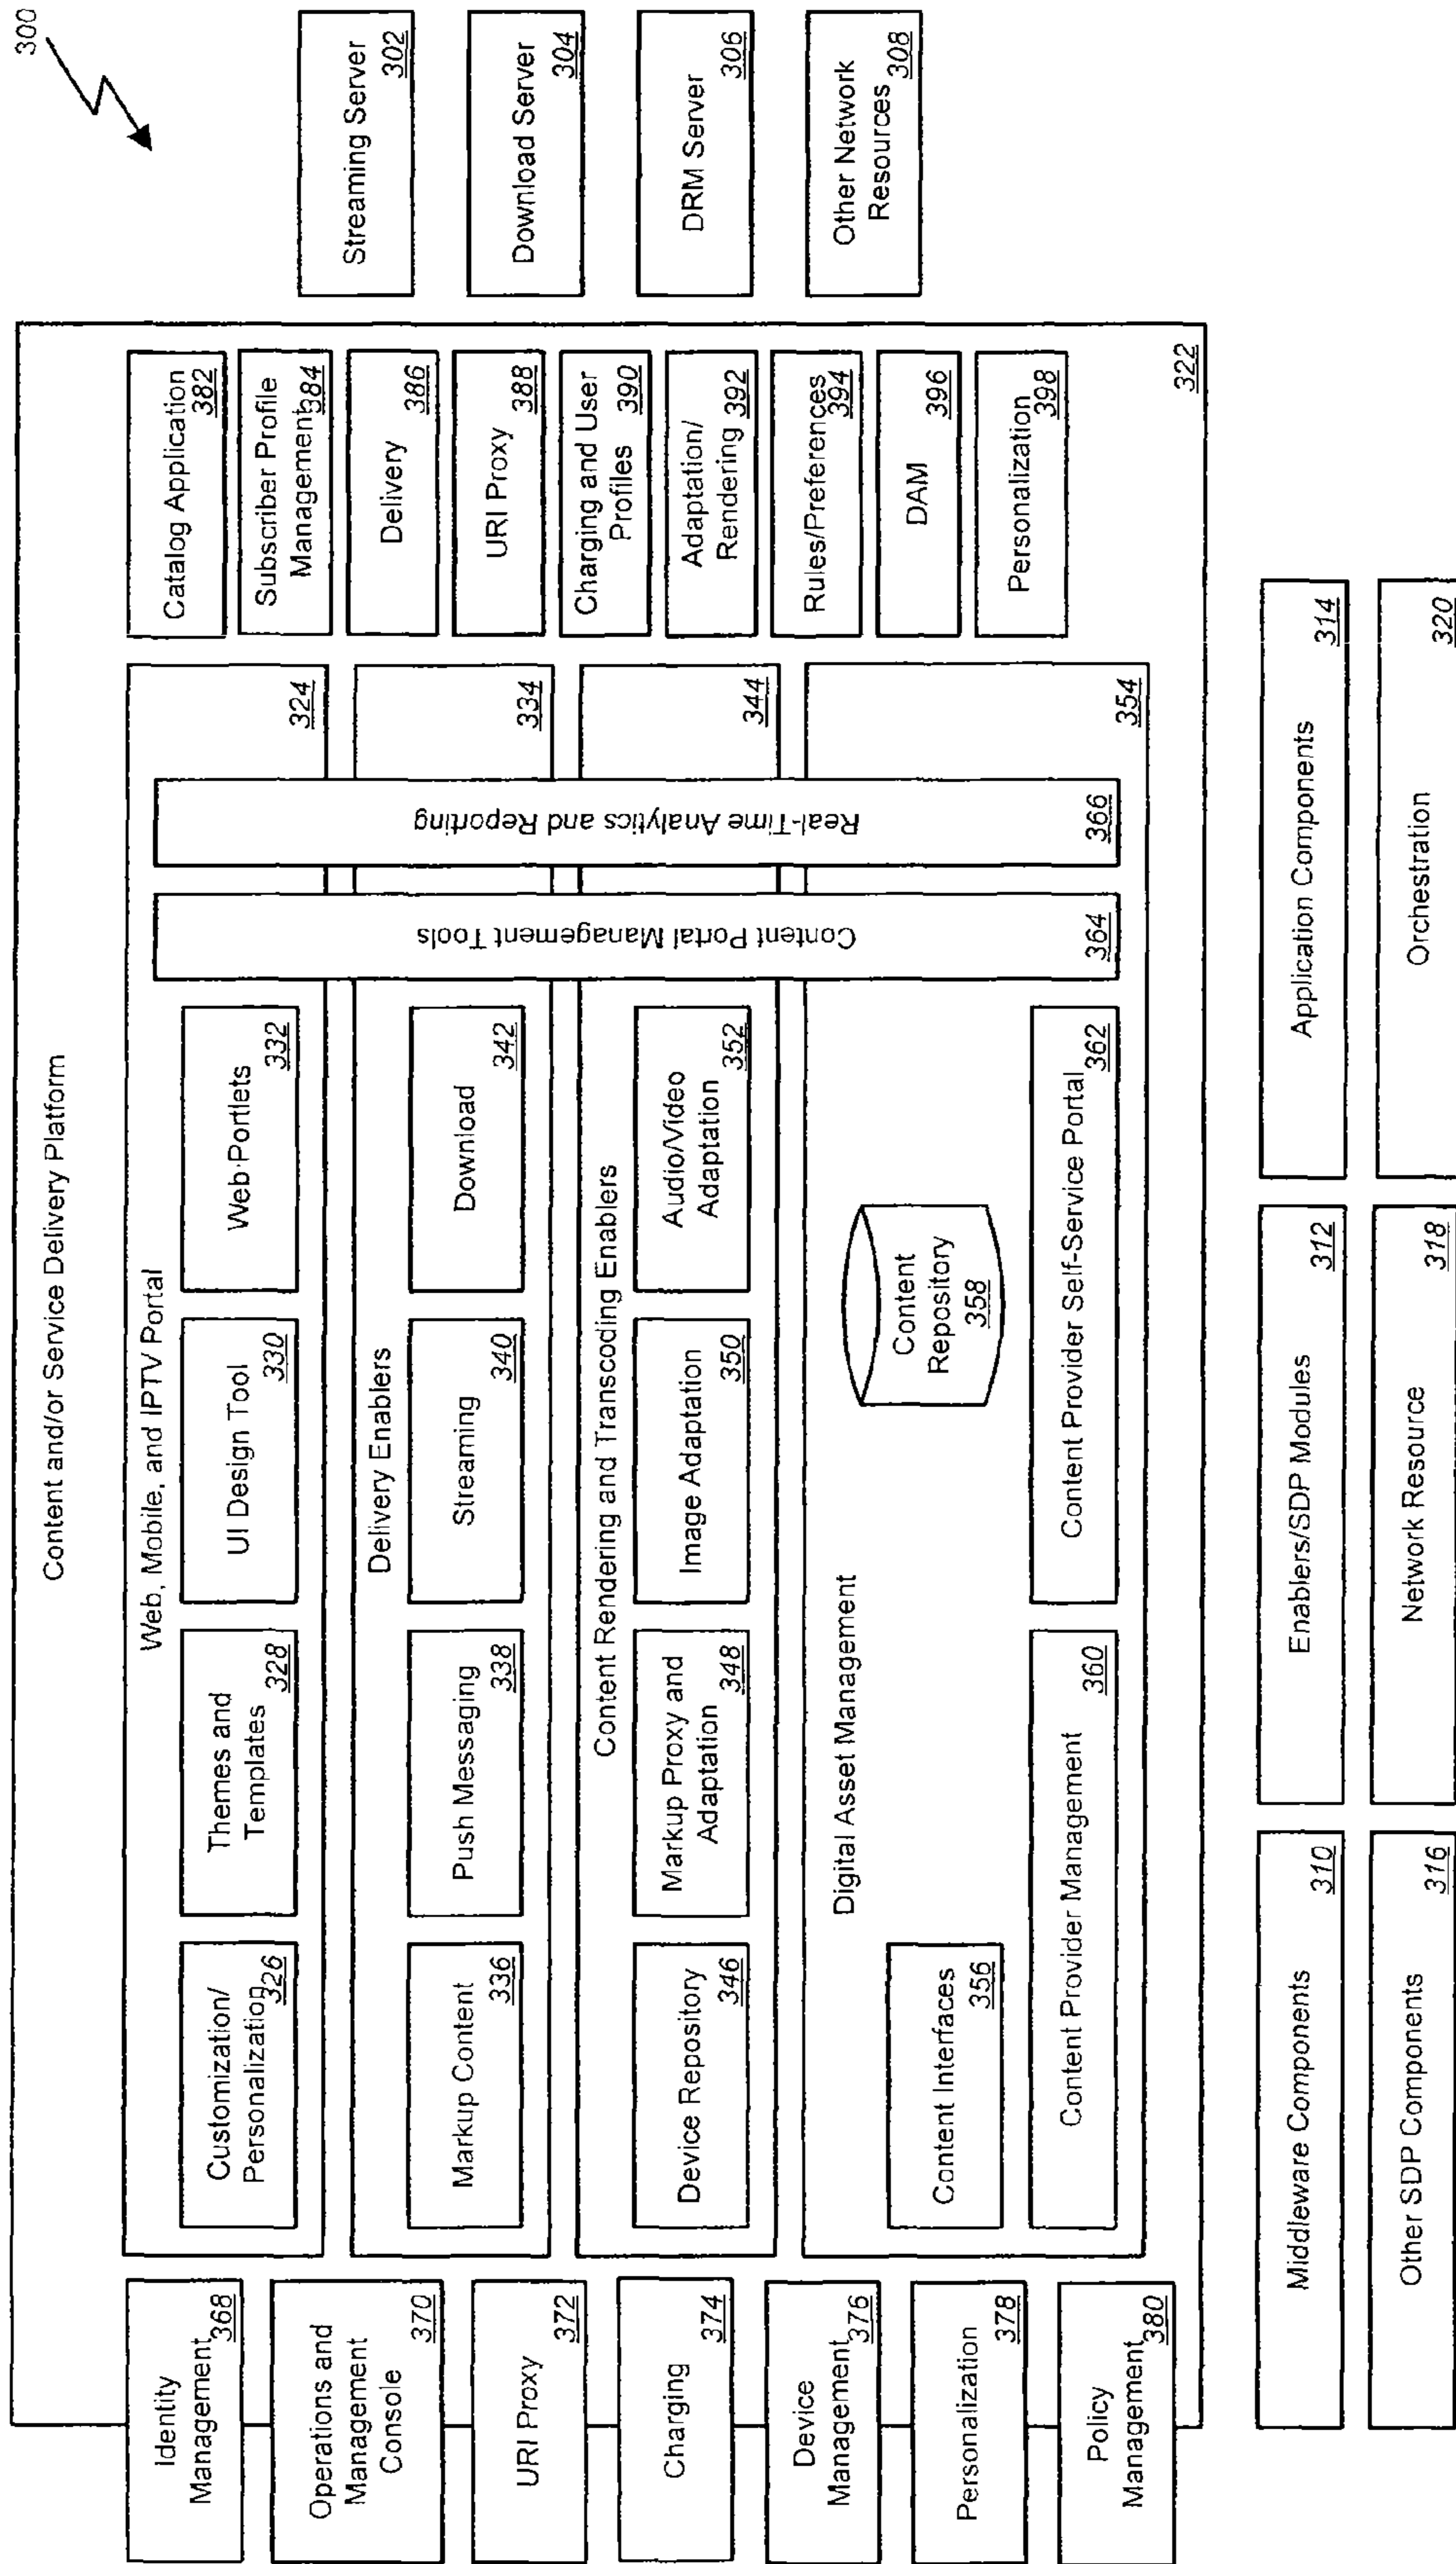 300
Content and/or Service Delivery Platform
Identity
Management 368
Operations and
Management
Console 370
URI Proxy
372
Charging
374
Device
Management 376
Personalization
378
Policy
Management 380
Web, Mobile, and IPTV Portal
Customization/
Personalization 326
Themes and
Templates 328
UI Design Tool
330
Web Portlets
332
324
Delivery Enablers
Markup Content
336
Push Messaging
338
Streaming
340
Download
342
334
Content Rendering and Transcoding Enablers
Device Repository
346
Markup Proxy and
Adaptation 348
Image Adaptation
350
Audio/Video
Adaptation 352
344
Digital Asset Management
Content Interfaces
356
Content
Repository
358
Content Provider Management 360
Content Provider Self-Service Portal 362
354
Content Portal Management Tools
364
Real-Time Analytics and Reporting
366
Catalog Application
382
Subscriber Profile
Management 384
Delivery
386
URI Proxy
388
Charging and User
Profiles 390
Adaptation/
Rendering 392
Rules/Preferences
394
DAM
396
Personalization
398
322
Streaming Server
302
Download Server
304
DRM Server
306
Other Network
Resources 308
Middleware Components 310
Enablers/SDP Modules 312
Application Components 314
Other SDP Components 316
Network Resource 318
Orchestration 320